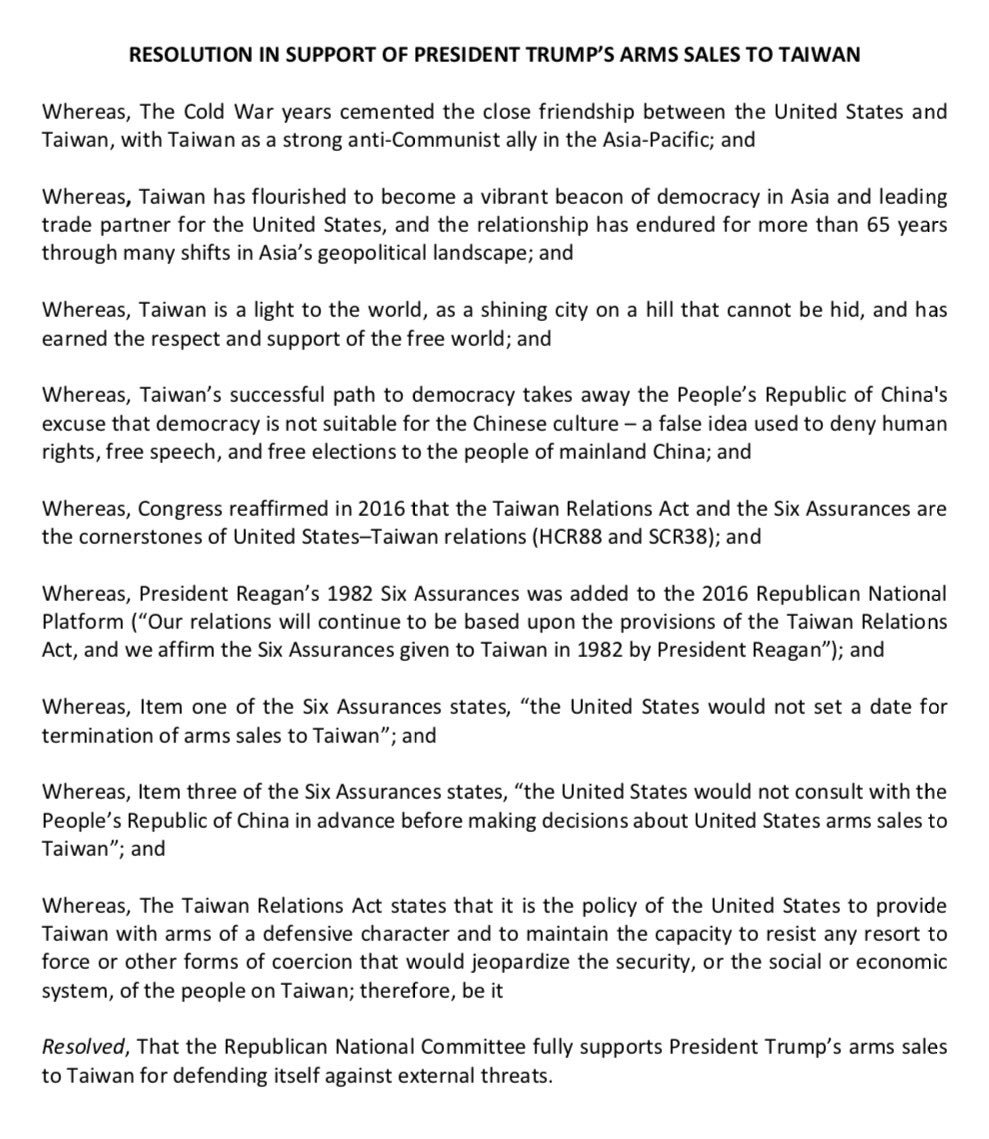 RESOLUTION IN SUPPORT OF PRESIDENT TRUMP’S ARMS SALES TO TAIWAN
Whereas, The Cold War years cemented the close friendship between the United States and
Taiwan, with Taiwan as a strong anti-Communist ally in the Asia-Pacific; and
Whereas, Taiwan has flourished to become a vibrant beacon of democracy in Asia and leading
trade partner for the United States, and the relationship has endured for more than 65 years
through many shifts in Asia’s geopolitical landscape; and
Whereas, Taiwan is a light to the world, as a shining city on a hill that cannot be hid, and has
earned the respect and support of the free world; and
Whereas, Taiwan’s successful path to democracy takes away the People’s Republic of China's
excuse that democracy is not suitable for the Chinese culture – a false idea used to deny human
rights, free speech, and free elections to the people of mainland China; and
Whereas, Congress reaffirmed in 2016 that the Taiwan Relations Act and the Six Assurances are
the cornerstones of United States–Taiwan relations (HCR88 and SCR38); and
Whereas, President Reagan’s 1982 Six Assurances was added to the 2016 Republican National
Platform (“Our relations will continue to be based upon the provisions of the Taiwan Relations
Act, and we affirm the Six Assurances given to Taiwan in 1982 by President Reagan”); and
Whereas, Item one of the Six Assurances states, “the United States would not set a date for
termination of arms sales to Taiwan”; and
Whereas, Item three of the Six Assurances states, “the United States would not consult with the
People’s Republic of China in advance before making decisions about United States arms sales to
Taiwan”; and
Whereas, The Taiwan Relations Act states that it is the policy of the United States to provide
Taiwan with arms of a defensive character and to maintain the capacity to resist any resort to
force or other forms of coercion that would jeopardize the security, or the social or economic
system, of the people on Taiwan; therefore, be it
Resolved, That the Republican National Committee fully supports President Trump’s arms sales
to Taiwan for defending itself against external threats.